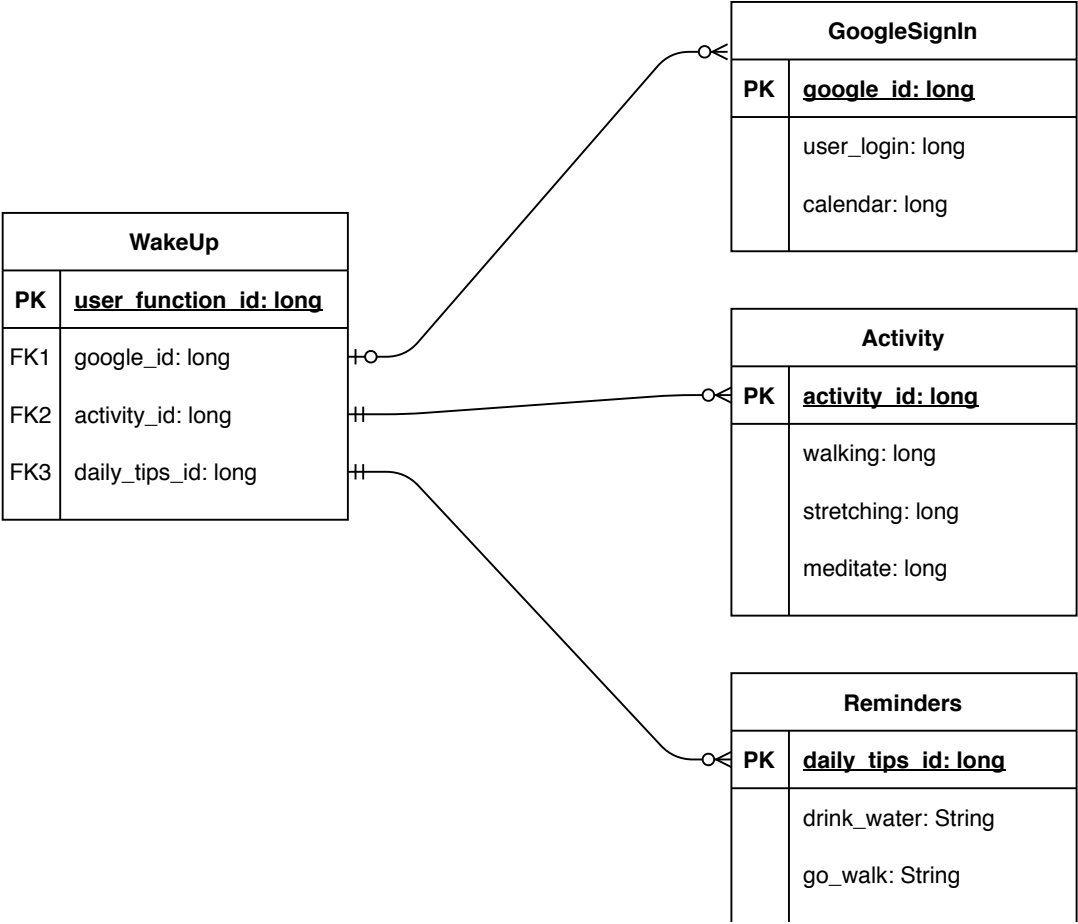 GoogleSignIn
PK google_id: long
user_login: long
calendar: long
WakeUp
PK user_function_id: long
FK1 google_id: long
FK2 activity_id: long
FK3 daily_tips_id: long
Activity
PK activity_id: long
walking: long
stretching: long
meditate: long
Reminders
PK daily_tips_id: long
drink_water: String
go_walk: String